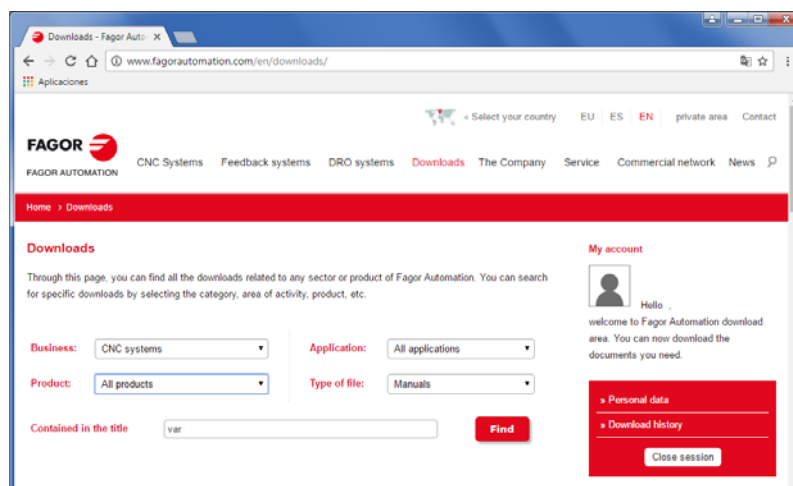 Downloads - Fagor Auto
www.fagorautomation.com/en/downloads/
Aplicaciones
« Select your country EU ES EN private area Contact
FAGOR
FAGOR AUTOMATION
CNC Systems Feedback systems DRO systems Downloads The Company Service Commercial network News
Home > Downloads
Downloads
Through this page, you can find all the downloads related to any sector or product of Fagor Automation. You can search
for specific downloads by selecting the category, area of activity, product, etc.
Business: CNC systems Application: All applications
Product: All products Type of file: Manuals
Contained in the title var Find
My account
Hello ,
welcome to Fagor Automation download
area. You can now download the
documents you need.
» Personal data
» Download history
Close session